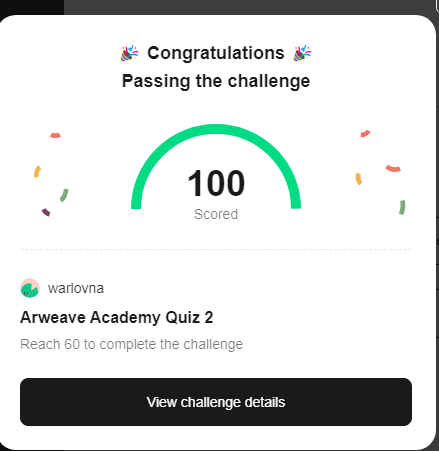 🎉 Congratulations 🎉
Passing the challenge
100
Scored
warlovna
Arweave Academy Quiz 2
Reach 60 to complete the challenge
View challenge details